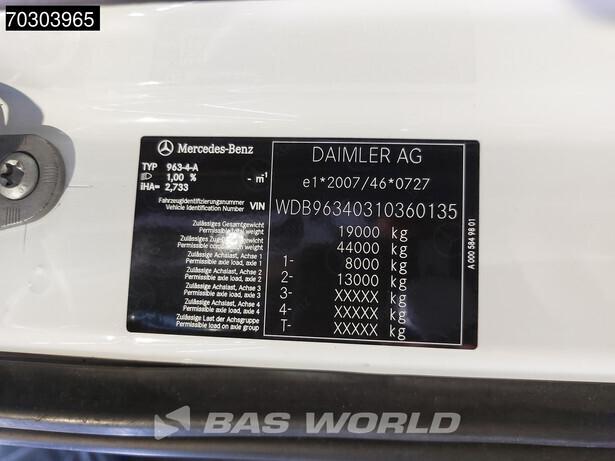 70303965
Mercedes-Benz
DAIMLER AG
TYP 963-4-A
1,00 % - m⁻¹
iHA= 2,733
e1*2007/46*0727
Fahrzeugidentifizierungsnummer
Vehicle Identification Number VIN WDB96340310360135
Zulässiges Gesamtgewicht
Permissible total weight 19000 kg
Zulässiges Zuggesamtgewicht
Permissible combination weight 44000 kg
Zulässige Achslast, Achse 1
Permissible axle load, axle 1 1- 8000 kg
Zulässige Achslast, Achse 2
Permissible axle load, axle 2 2- 13000 kg
Zulässige Achslast, Achse 3
Permissible axle load, axle 3 3- XXXXX kg
Zulässige Achslast, Achse 4
Permissible axle load, axle 4 4- XXXXX kg
Zulässige Last der Achsgruppe
Permissible load on axle group T- XXXXX kg
A 000 584 98 01
BAS WORLD